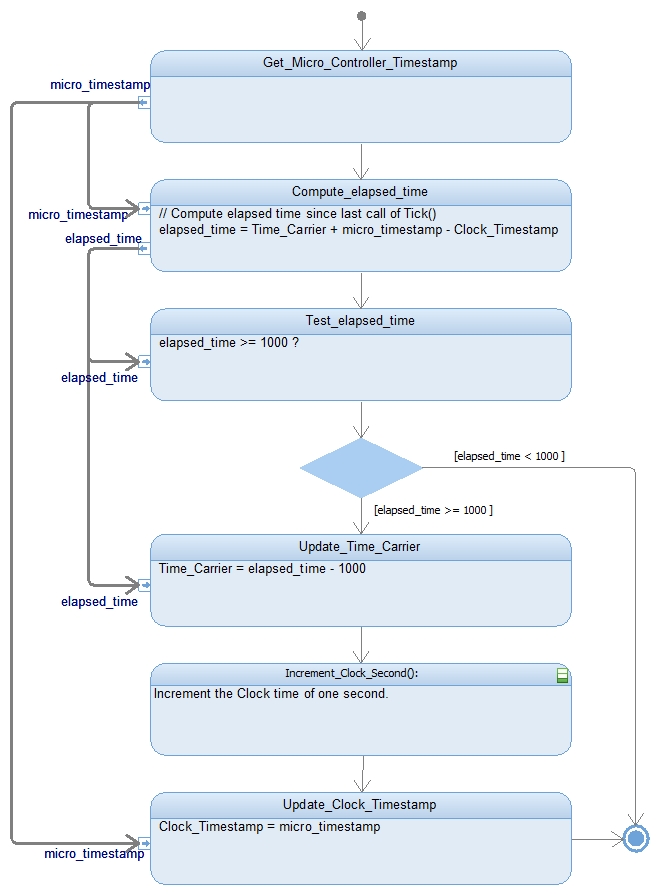 Get_Micro_Controller_Timestamp
micro_timestamp
Compute_elapsed_time
// Compute elapsed time since last call of Tick()
micro_timestamp
elapsed_time = Time_Carrier + micro_timestamp - Clock_Timestamp
elapsed_time
Test_elapsed_time
elapsed_time >= 1000 ?
elapsed_time
[elapsed_time < 1000 ]
[elapsed_time >= 1000 ]
Update_Time_Carrier
Time_Carrier = elapsed_time - 1000
elapsed_time
Increment_Clock_Second():
Increment the Clock time of one second.
Update_Clock_Timestamp
Clock_Timestamp = micro_timestamp
micro_timestamp